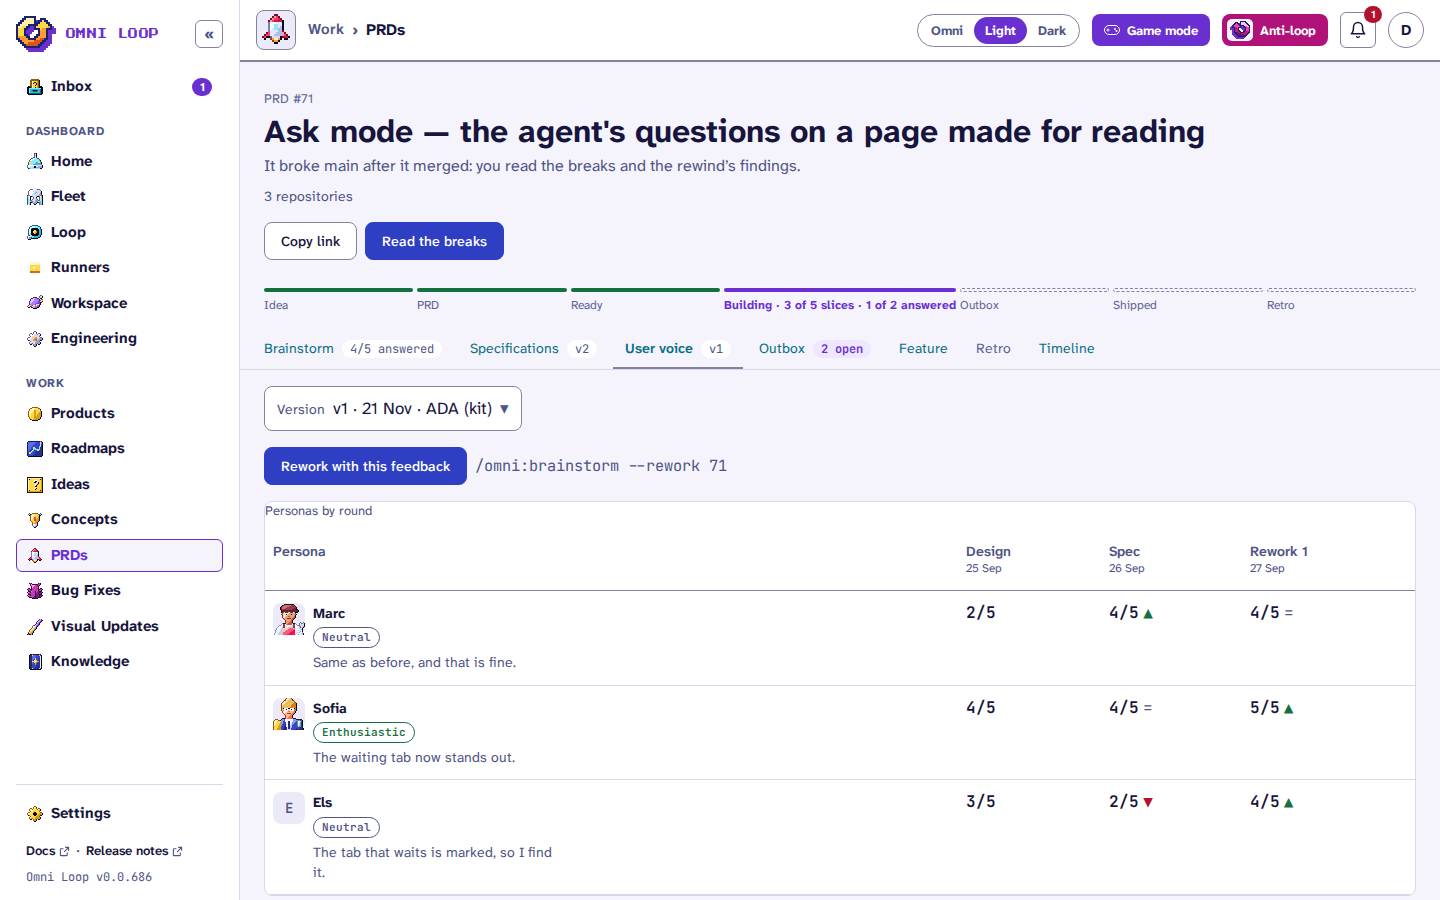 OMNI LOOP
«
Inbox
1
DASHBOARD
Home
Fleet
Loop
Runners
Workspace
Engineering
WORK
Products
Roadmaps
Ideas
Concepts
PRDs
Bug Fixes
Visual Updates
Knowledge
Settings
Docs · Release notes
Omni Loop v0.0.686
Work › PRDs
Omni Light Dark
Game mode
Anti-loop
1
D
PRD #71
Ask mode — the agent's questions on a page made for reading
It broke main after it merged: you read the breaks and the rewind’s findings.
3 repositories
Copy link
Read the breaks
Idea
PRD
Ready
Building · 3 of 5 slices · 1 of 2 answered
Outbox
Shipped
Retro
Brainstorm 4/5 answered
Specifications v2
User voice v1
Outbox 2 open
Feature
Retro
Timeline
Version v1 · 21 Nov · ADA (kit) ▼
Rework with this feedback /omni:brainstorm --rework 71
Personas by round
Persona Design Spec Rework 1
25 Sep 26 Sep 27 Sep
Marc 2/5 4/5 ▲ 4/5 =
Neutral
Same as before, and that is fine.
Sofia 4/5 4/5 = 5/5 ▲
Enthusiastic
The waiting tab now stands out.
E Els 3/5 2/5 ▼ 4/5 ▲
Neutral
The tab that waits is marked, so I find
it.